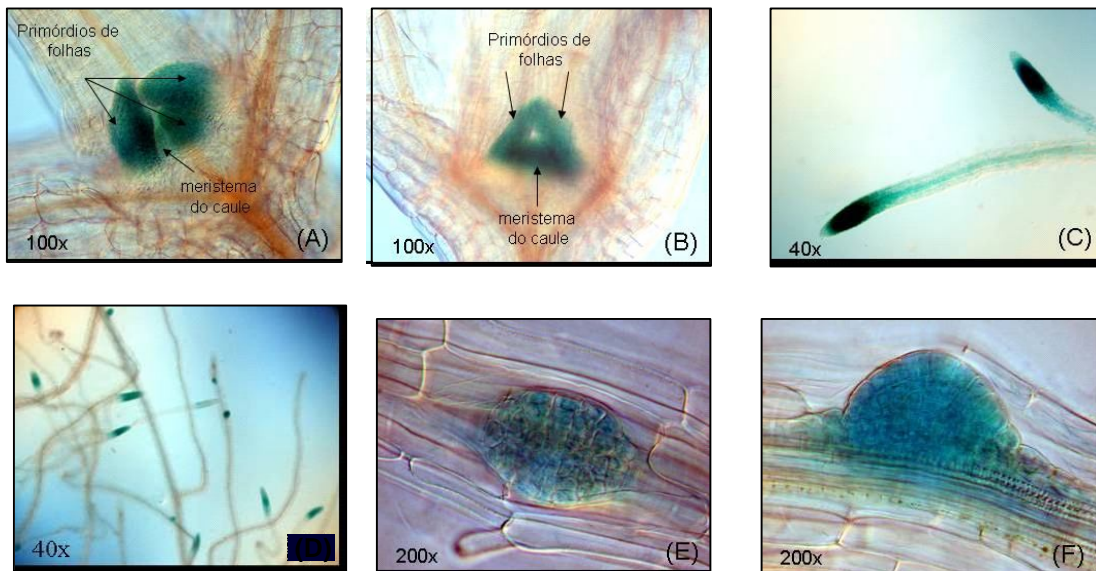 Primórdios de
folhas
meristema
do caule
100x
(A)
Primórdios de
folhas
meristema
do caule
100x
(B)
40x
(C)
40x
(D)
200x
(E)
200x
(F)